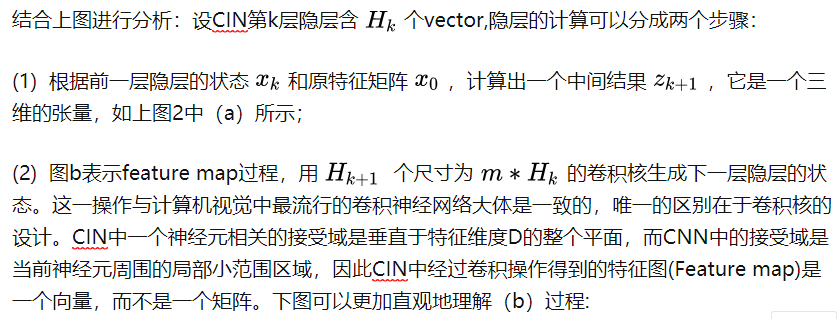 结合上图进行分析：设CIN第k层隐层含 H_k 个vector,隐层的计算可以分成两个步骤：
(1）根据前一层隐层的状态 x_k 和原特征矩阵 x_0 ，计算出一个中间结果 z_{k+1} ，它是一个三
维的张量，如上图2中（a）所示；
(2）图b表示feature map过程，用 H_{k+1} 个尺寸为 m * H_k 的卷积核生成下一层隐层的状
态。这一操作与计算机视觉中最流行的卷积神经网络大体是一致的，唯一的区别在于卷积核的
设计。CIN中一个神经元相关的接受域是垂直于特征维度D的整个平面，而CNN中的接受域是
当前神经元周围的局部小范围区域，因此CIN中经过卷积操作得到的特征图(Feature map)是
一个向量，而不是一个矩阵。下图可以更加直观地理解（b）过程: